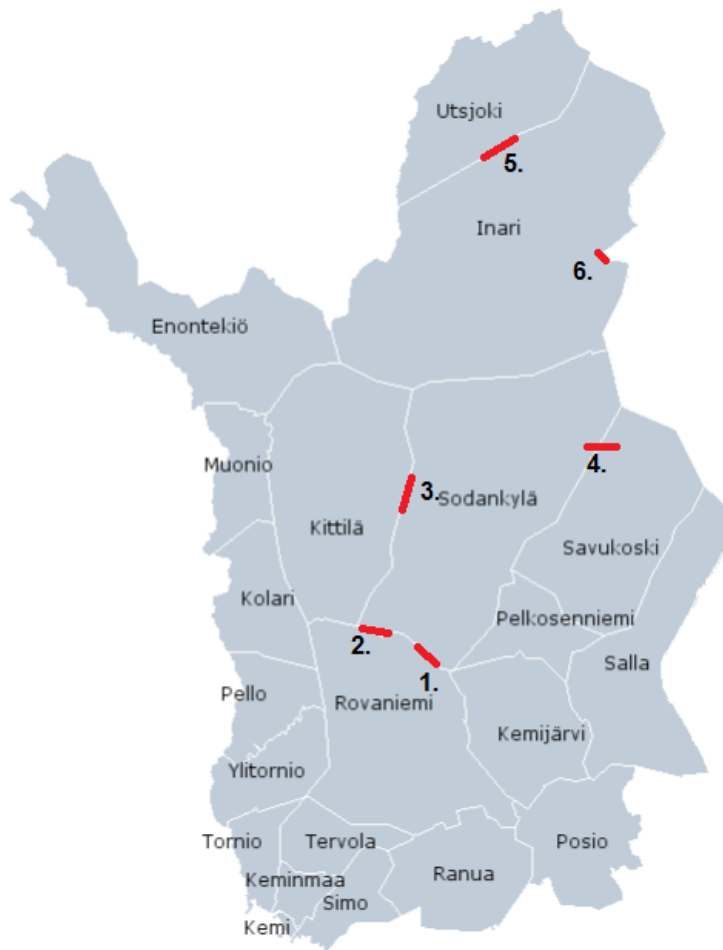 Utsjoki
5.
Inari
6.
Enontekiö
Muonio
4.
3.
Sodankylä
Kittilä
Savukoski
Kolari
Pelkosenniemi
2.
Salla
1.
Pello
Rovaniemi
Kemijärvi
Ylitornio
Tornio
Tervola
Posio
Keminmaa
Ranua
Simo
Kemi